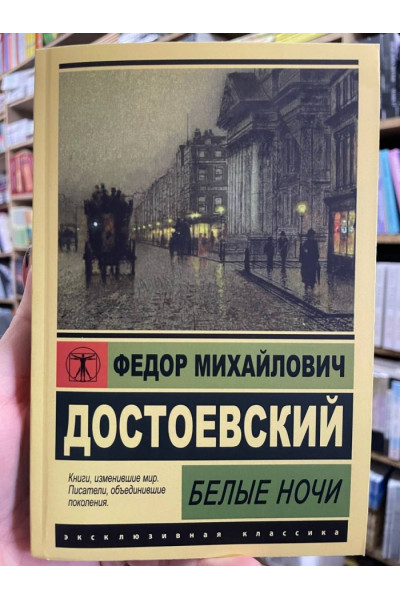 ФЕДОР МИХАЙЛОВИЧ
ДОСТОЕВСКИЙ
Книги, изменившие мир.
Писатели, объединившие
поколения.
БЕЛЫЕ НОЧИ
эксклюзивная классика